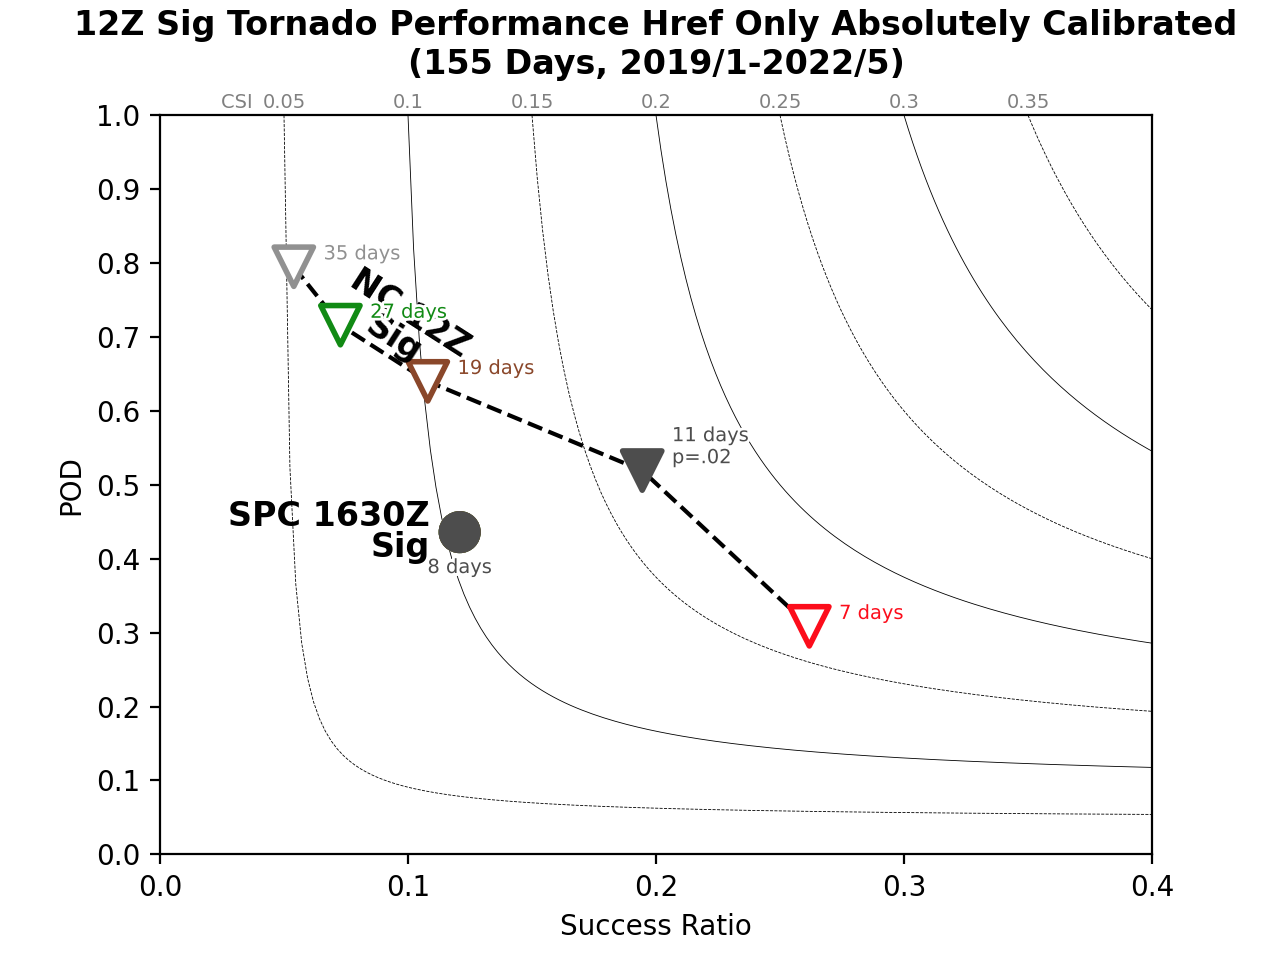 12Z Sig Tornado Performance Href Only Absolutely Calibrated
(155 Days, 2019/1-2022/5)
CSI 0.05 0.1 0.15 0.2 0.25 0.3 0.35
1.0
0.9
0.8
0.7
0.6
0.5
0.4
0.3
0.2
0.1
0.0
POD
35 days
27 days
NC 12Z
Sig
19 days
11 days
p=.02
SPC 1630Z
Sig
8 days
7 days
0.0 0.1 0.2 0.3 0.4
Success Ratio